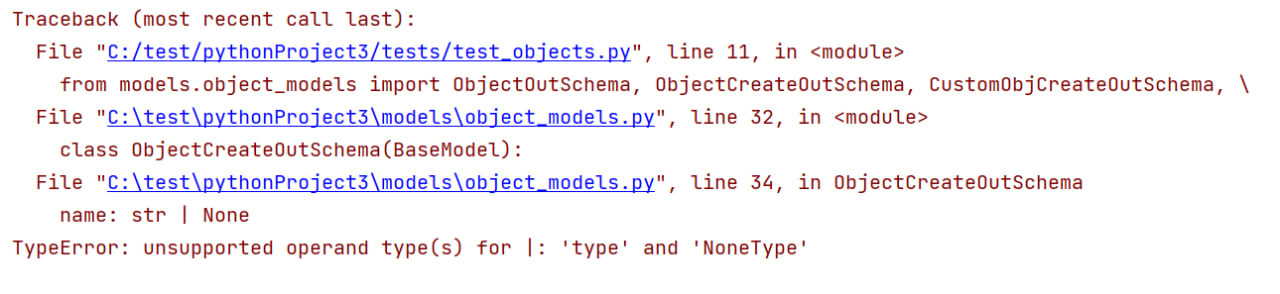 Traceback (most recent call last):
  File "C:/test/pythonProject3/tests/test_objects.py", line 11, in <module>
    from models.object_models import ObjectOutSchema, ObjectCreateOutSchema, CustomObjCreateOutSchema, \
  File "C:\test\pythonProject3\models\object_models.py", line 32, in <module>
    class ObjectCreateOutSchema(BaseModel):
  File "C:\test\pythonProject3\models\object_models.py", line 34, in ObjectCreateOutSchema
    name: str | None
TypeError: unsupported operand type(s) for |: 'type' and 'NoneType'